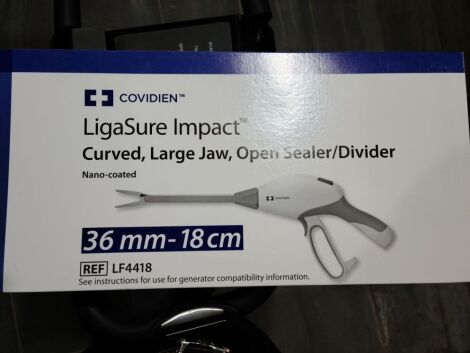 COVIDIEN™
LigaSure Impact™
Curved, Large Jaw, Open Sealer/Divider
Nano-coated
36 mm - 18 cm
REF LF4418
See instructions for use for generator compatibility information.